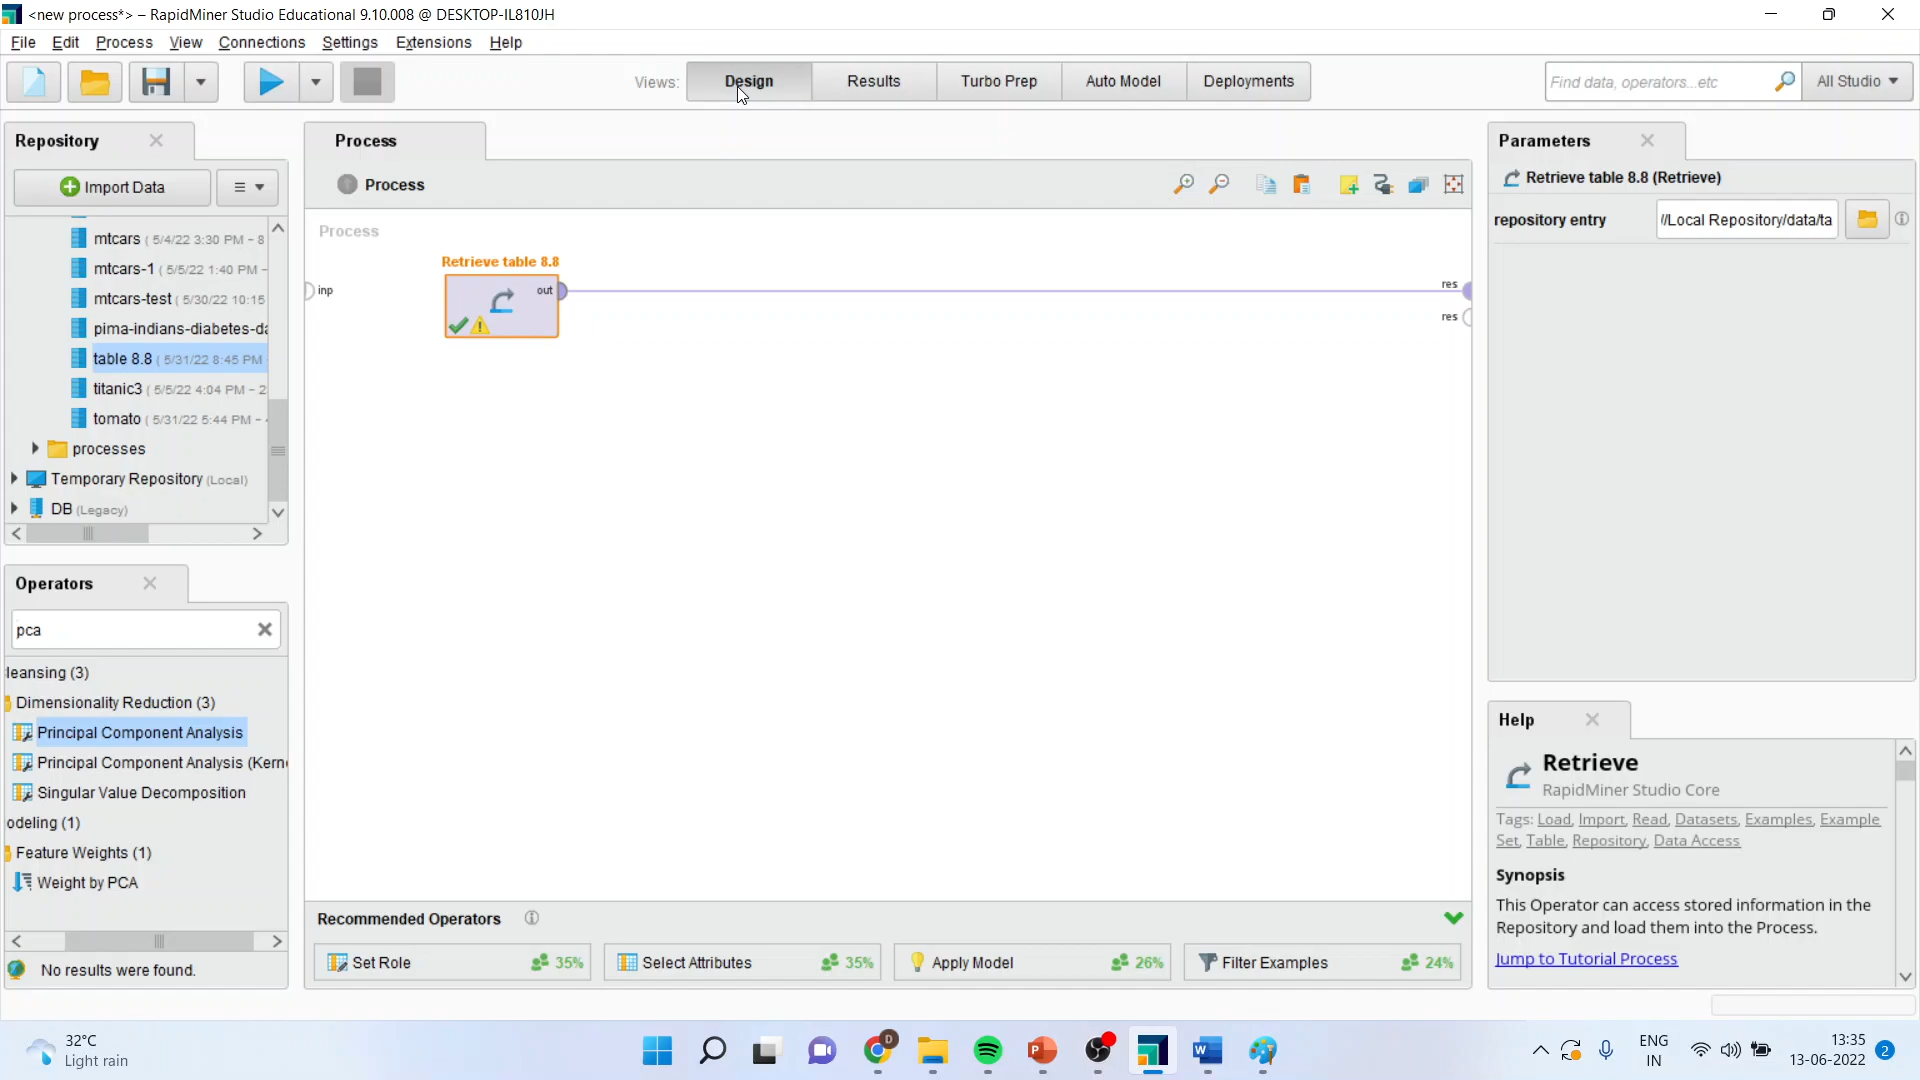 <new process*> – RapidMiner Studio Educational 9.10.008 @ DESKTOP-IL810JH
File Edit Process View Connections Settings Extensions Help
Views: Design Results Turbo Prep Auto Model Deployments
Find data, operators...etc
All Studio
Repository
Import Data
mtcars ( 5/4/22 3:30 PM – 8
mtcars-1 ( 5/5/22 1:40 PM –
mtcars-test ( 5/30/22 10:15
pima-indians-diabetes-da
table 8.8 ( 5/31/22 8:45 PM
titanic3 ( 5/5/22 4:04 PM – 2
tomato ( 5/31/22 5:44 PM –
processes
Temporary Repository (Local)
DB (Legacy)
Operators
pca
leansing (3)
Dimensionality Reduction (3)
Principal Component Analysis
Principal Component Analysis (Kern
Singular Value Decomposition
odeling (1)
Feature Weights (1)
Weight by PCA
No results were found.
Process
Process
Process
inp
Retrieve table 8.8
out
res
res
Recommended Operators
Set Role 35%
Select Attributes 35%
Apply Model 26%
Filter Examples 24%
Parameters
Retrieve table 8.8 (Retrieve)
repository entry
//Local Repository/data/ta
Help
Retrieve
RapidMiner Studio Core
Tags: Load, Import, Read, Datasets, Examples, Example
Set, Table, Repository, Data Access
Synopsis
This Operator can access stored information in the
Repository and load them into the Process.
Jump to Tutorial Process
32°C
Light rain
D
ENG
IN
13:35
13-06-2022
2